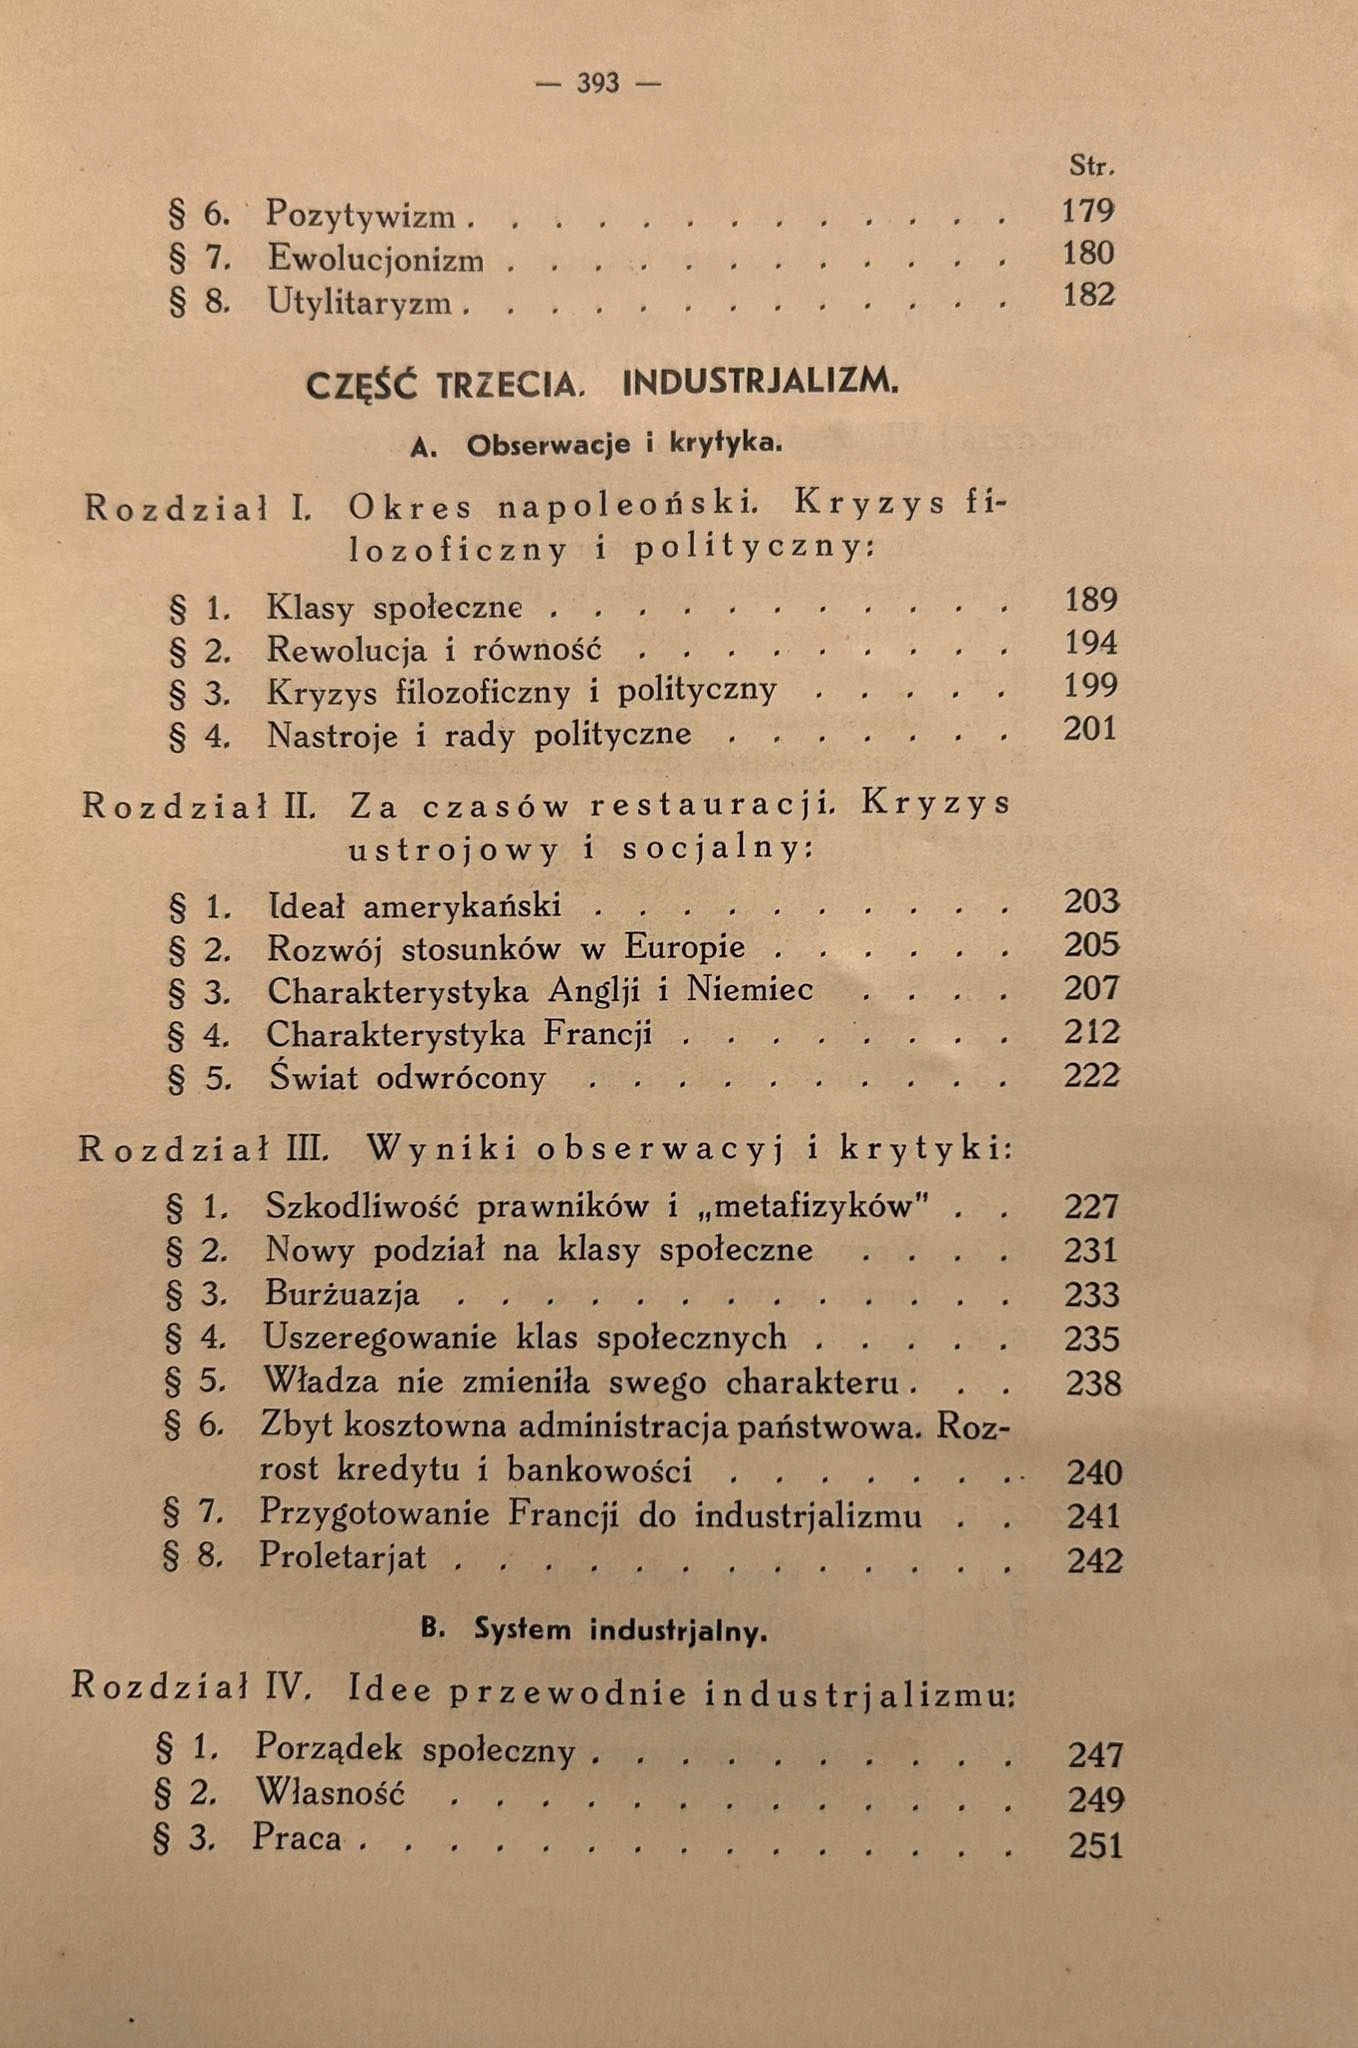 — 393 —
Str.
§ 6. Pozytywizm . . . . . . . . . . . . . 179
§ 7. Ewolucjonizm . . . . . . . . . . . . 180
§ 8. Utylitaryzm . . . . . . . . . . . . . 182
CZĘŚĆ TRZECIA. INDUSTRJALIZM.
A. Obserwacje i krytyka.
Rozdział I. Okres napoleoński. Kryzys fi-
lozoficzny i polityczny:
§ 1. Klasy społeczne . . . . . . . . . . . 189
§ 2. Rewolucja i równość . . . . . . . . . 194
§ 3. Kryzys filozoficzny i polityczny . . . . . 199
§ 4. Nastroje i rady polityczne . . . . . . . 201
Rozdział II. Za czasów restauracji. Kryzys
ustrojowy i socjalny:
§ 1. Ideał amerykański . . . . . . . . . . 203
§ 2. Rozwój stosunków w Europie . . . . . . 205
§ 3. Charakterystyka Anglji i Niemiec . . . . 207
§ 4. Charakterystyka Francji . . . . . . . . 212
§ 5. Świat odwrócony . . . . . . . . . . 222
Rozdział III. Wyniki obserwacyj i krytyki:
§ 1. Szkodliwość prawników i „metafizyków" . . 227
§ 2. Nowy podział na klasy społeczne . . . . 231
§ 3. Burżuazja . . . . . . . . . . . . . 233
§ 4. Uszeregowanie klas społecznych . . . . . 235
§ 5. Władza nie zmieniła swego charakteru . . . 238
§ 6. Zbyt kosztowna administracja państwowa. Roz-
rost kredytu i bankowości . . . . . . . 240
§ 7. Przygotowanie Francji do industrjalizmu . . 241
§ 8. Proletarjat . . . . . . . . . . . . . 242
B. System industrjalny.
Rozdział IV. Idee przewodnie industrjalizmu:
§ 1. Porządek społeczny . . . . . . . . . . 247
§ 2. Własność . . . . . . . . . . . . . 249
§ 3. Praca . . . . . . . . . . . . . . . 251